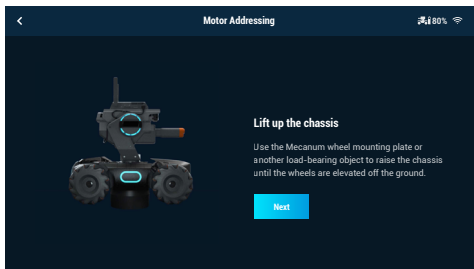 Motor Addressing
80%
Lift up the chassis
Use the Mecanum wheel mounting plate or
another load-bearing object to raise the chassis
until the wheels are elevated off the ground.
Next